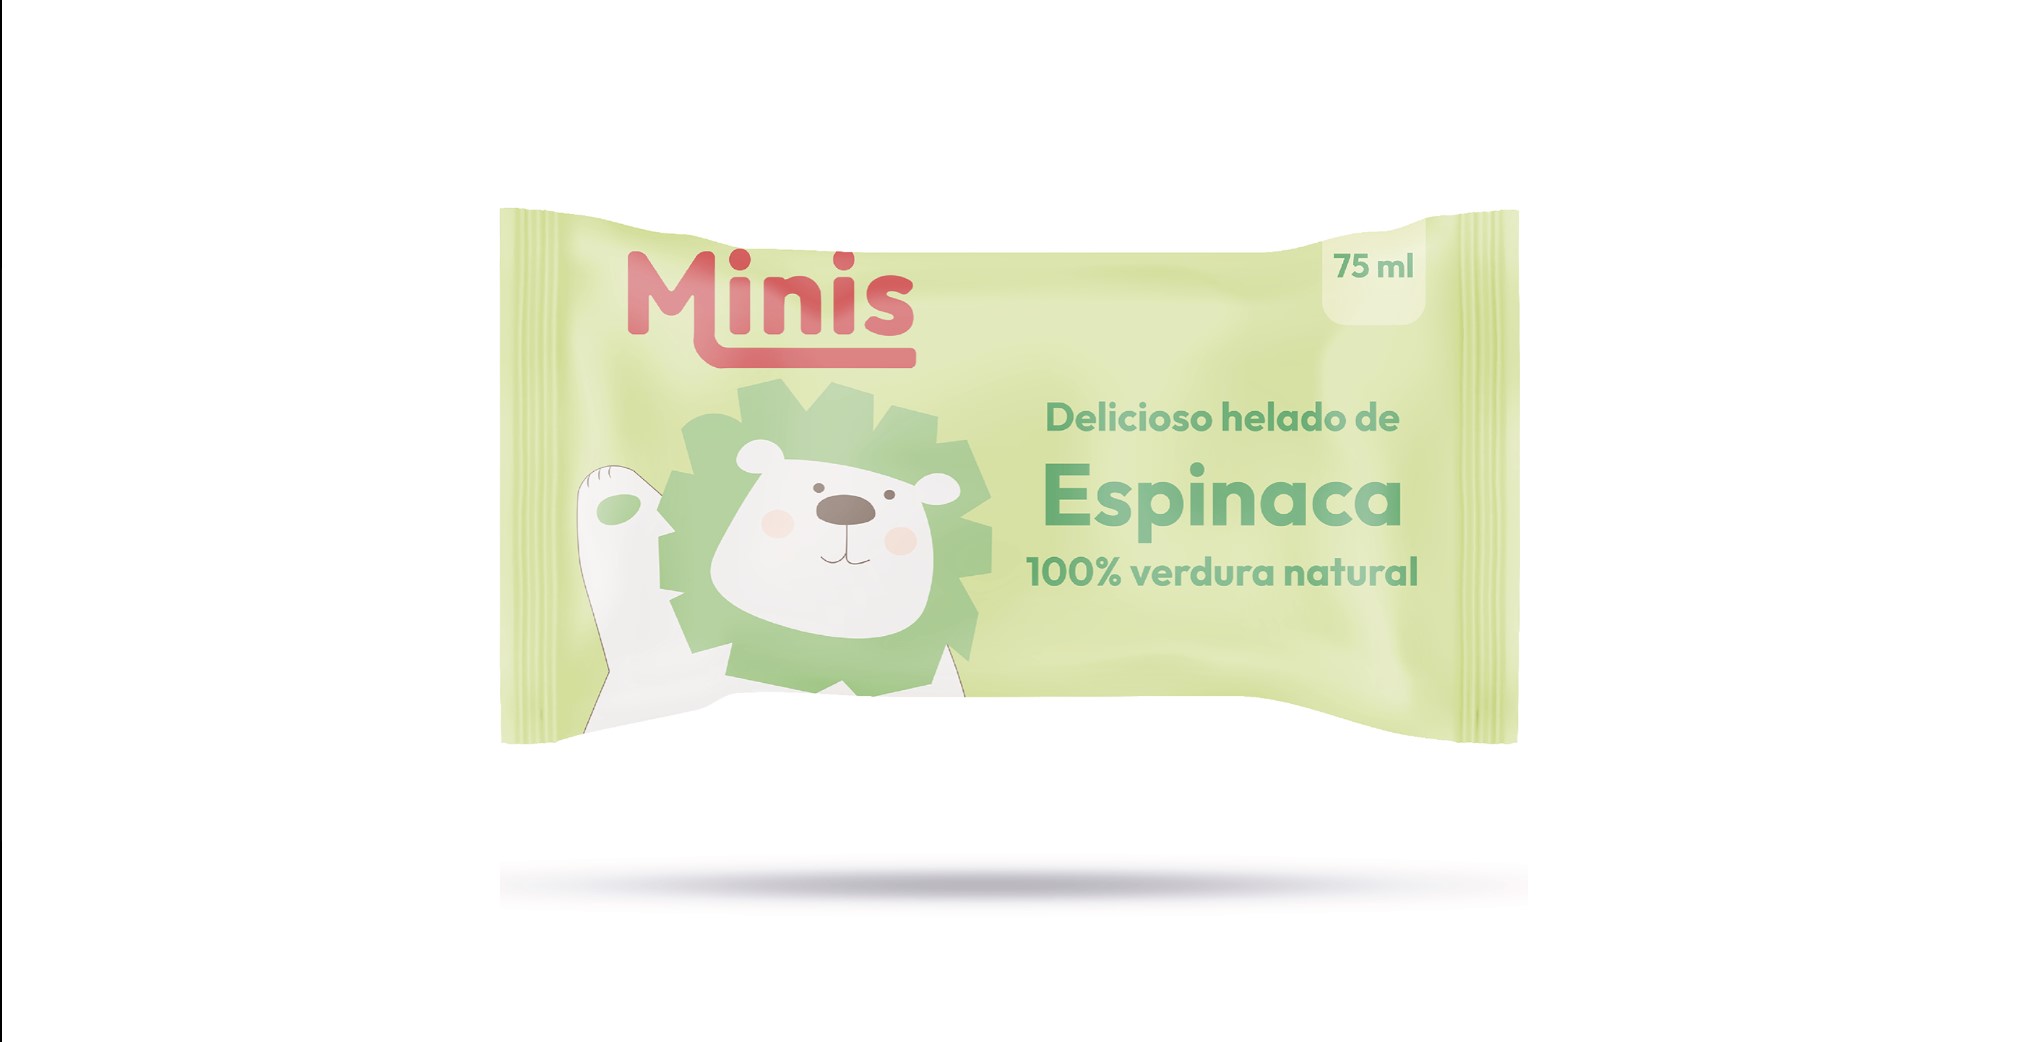 Minis
75 ml
Delicioso helado de
Espinaca
100% verdura natural